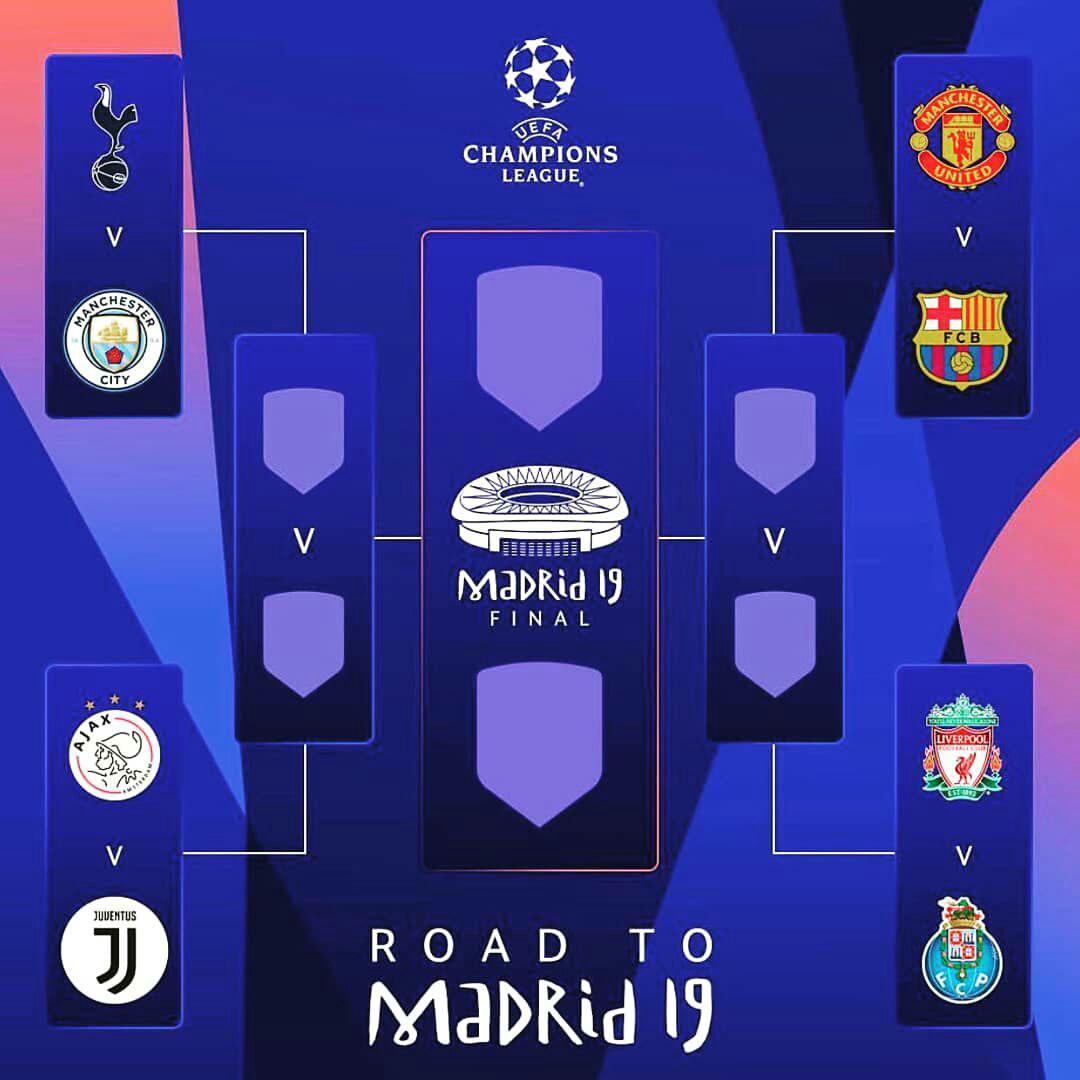 UEFA
CHAMPIONS
LEAGUE
V
MANCHESTER
CITY
MANCHESTER
UNITED
V
FCB
V
V
MADRID 19
FINAL
AJAX
AMSTERDAM
V
JUVENTUS
YOU'LL NEVER WALK ALONE
LIVERPOOL
FOOTBALL CLUB
EST·1892
V
FCP
ROAD TO
MADRID 19